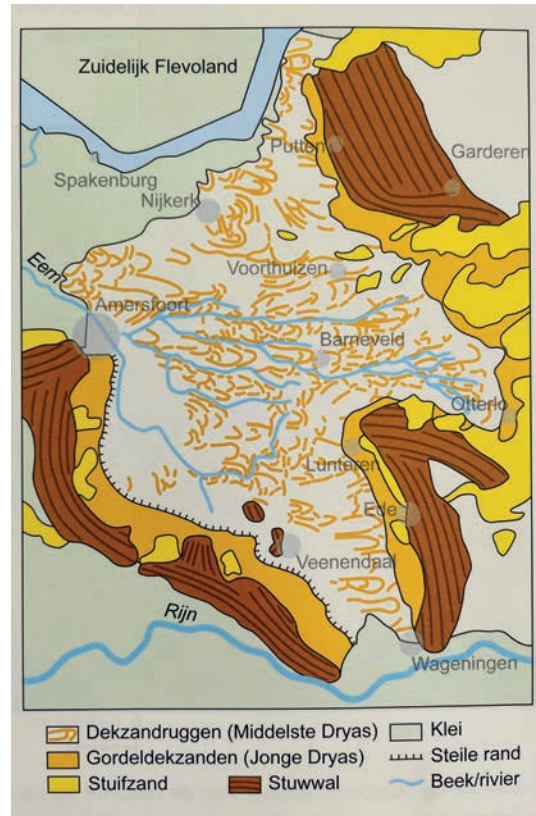 Zuidelijk Flevoland
Putten
Garderen
Spakenburg
Nijkerk
Voorthuizen
Eem
Amersfoort
Barneveld
Otterlo
Lunteren
Ede
Veenendaal
Rijn
Wageningen
Dekzandruggen (Middelste Dryas)
Klei
Gordeldekzanden (Jonge Dryas)
Steile rand
Stuifzand
Stuwwal
Beek/rivier